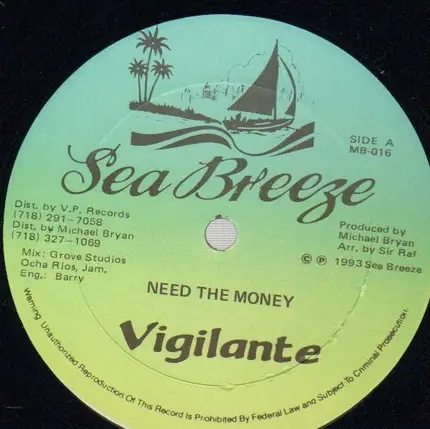 Sea Breeze
SIDE A
MB-016
Dist. by V.P. Records
(718) 291-7058
Dist. by Michael Bryan
(718) 327-1069
Mix: Grove Studios
Ocha Rios, Jam.
Eng.: Barry
Produced by
Michael Bryan
Arr. by Sir Raf
© ℗ 1993 Sea Breeze
NEED THE MONEY
Vigilante
Warning. Unauthorized Reproduction Of This Record Is Prohibited By Federal Law and Subject To Criminal Prosecution.